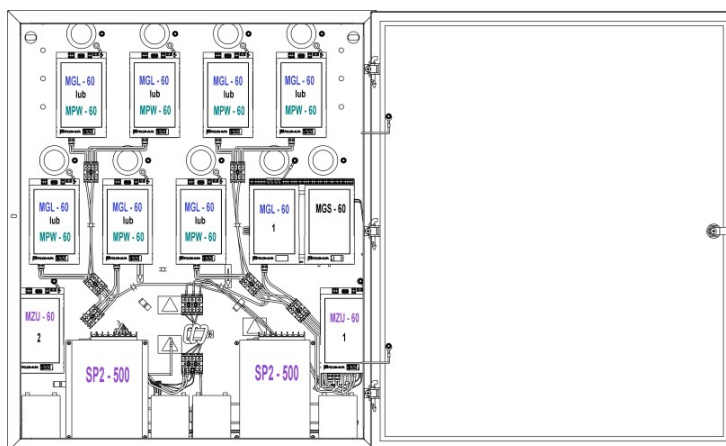 MGL - 60
lub
MPW - 60
MGL - 60
lub
MPW - 60
MGL - 60
lub
MPW - 60
MGL - 60
lub
MPW - 60
MGL - 60
lub
MPW - 60
MGL - 60
lub
MPW - 60
MGL - 60
lub
MPW - 60
MGL - 60
1
MGS - 60
MZU - 60
2
MZU - 60
1
SP2 - 500
SP2 - 500